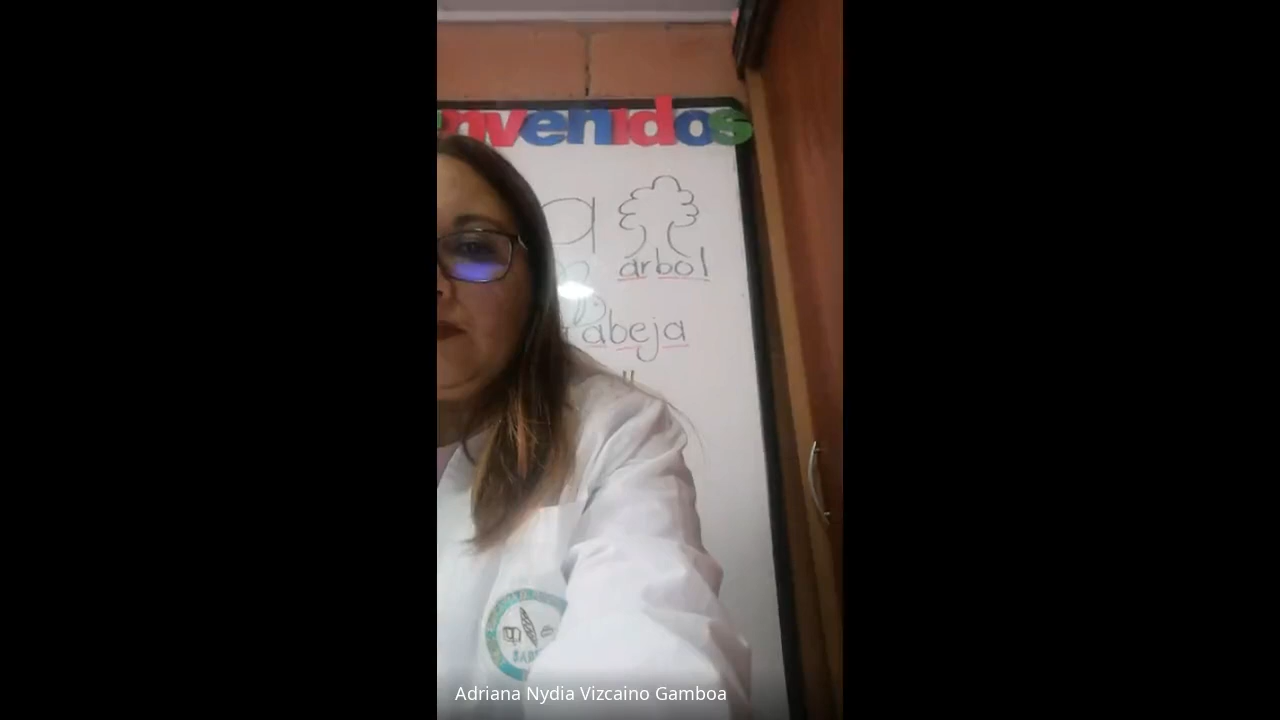 nvenidos
a
árbol
abeja
Adriana Nydia Vizcaino Gamboa